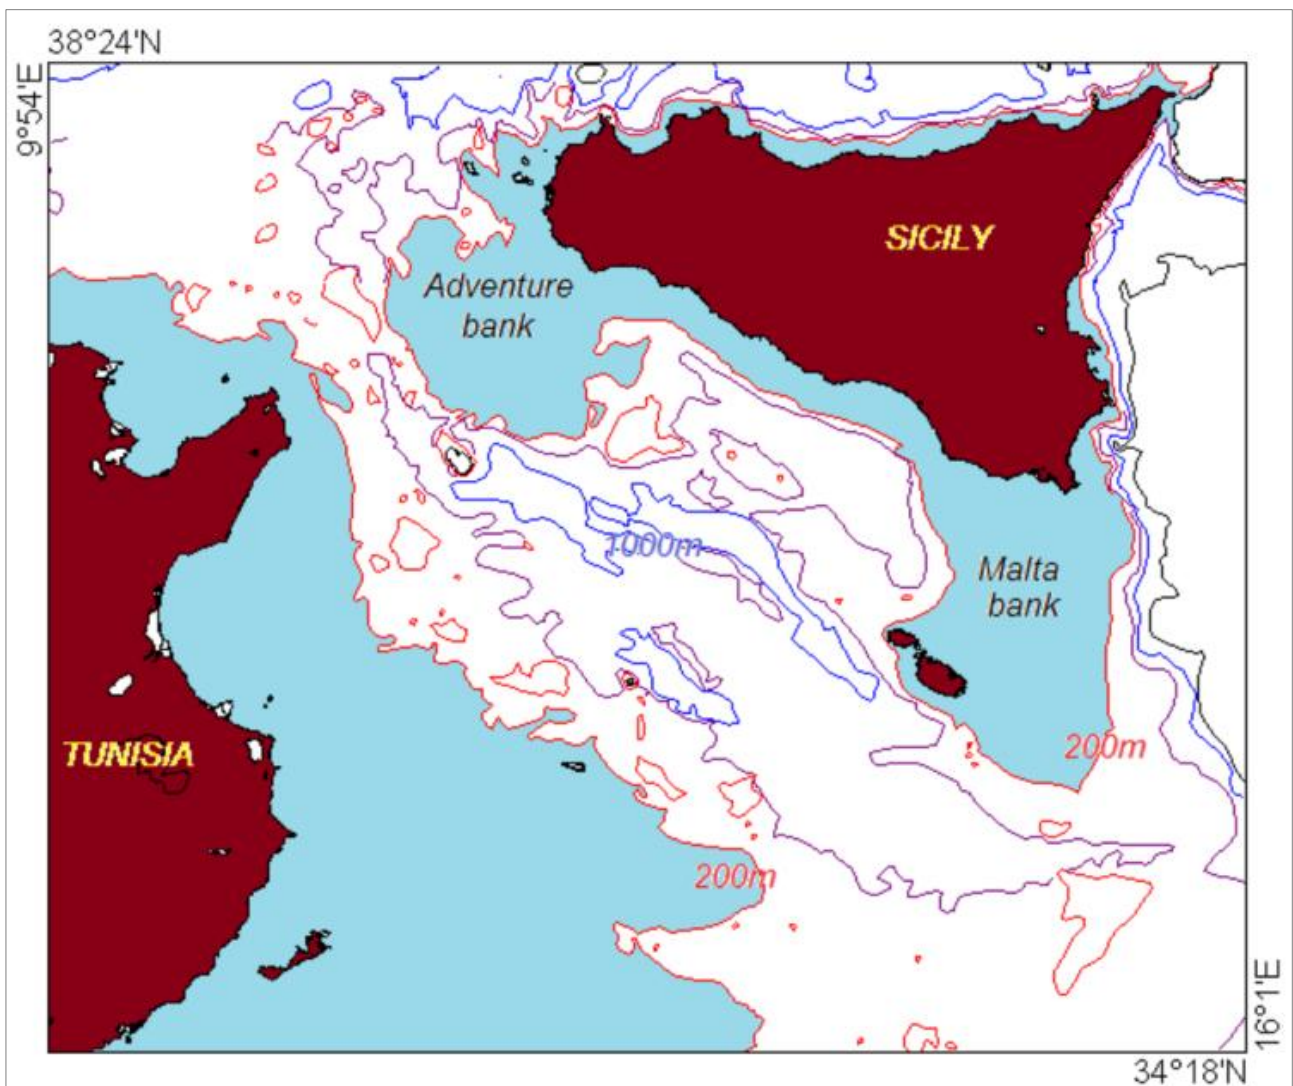 38°24'N
9°54'E
SICILY
Adventure
bank
1000m
Malta
bank
TUNISIA
200m
200m
16°1'E
34°18'N